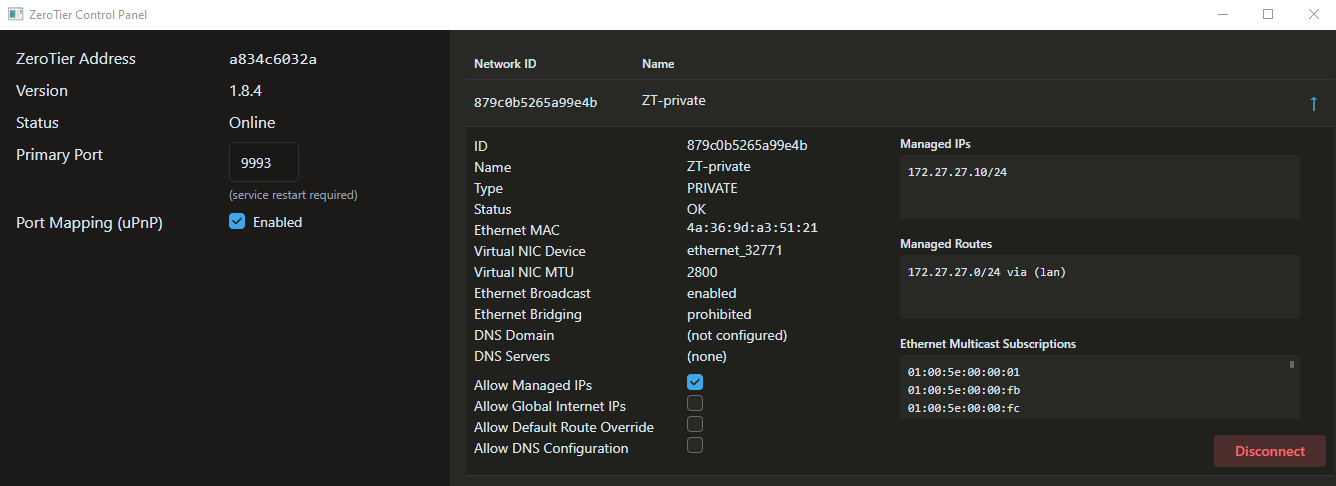 ZeroTier Control Panel
ZeroTier Address a834c6032a
Version 1.8.4
Status Online
Primary Port 9993
(service restart required)
Port Mapping (uPnP) Enabled
Network ID Name
879c0b5265a99e4b ZT-private ↑
ID 879c0b5265a99e4b
Name ZT-private
Type PRIVATE
Status OK
Ethernet MAC 4a:36:9d:a3:51:21
Virtual NIC Device ethernet_32771
Virtual NIC MTU 2800
Ethernet Broadcast enabled
Ethernet Bridging prohibited
DNS Domain (not configured)
DNS Servers (none)
Allow Managed IPs
Allow Global Internet IPs
Allow Default Route Override
Allow DNS Configuration
Managed IPs
172.27.27.10/24
Managed Routes
172.27.27.0/24 via (lan)
Ethernet Multicast Subscriptions
01:00:5e:00:00:01
01:00:5e:00:00:fb
01:00:5e:00:00:fc
Disconnect